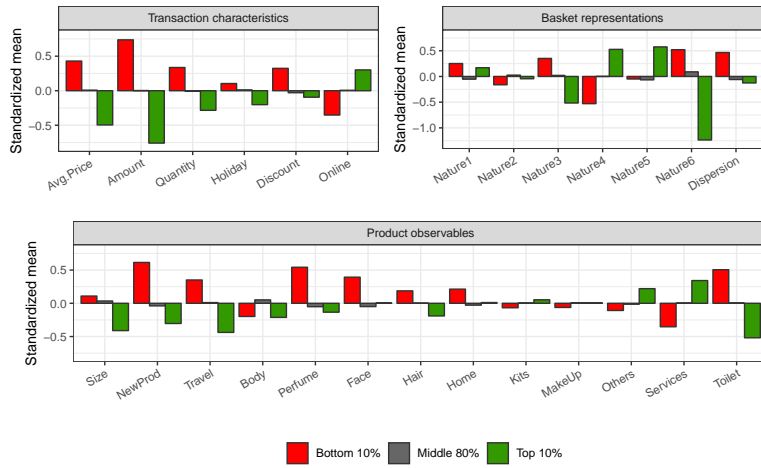 Transaction characteristics
Standardized mean
0.5
0.0
−0.5
Avg.Price
Amount
Quantity
Holiday
Discount
Online
Basket representations
Standardized mean
0.5
0.0
−0.5
−1.0
Nature1
Nature2
Nature3
Nature4
Nature5
Nature6
Dispersion
Product observables
Standardized mean
0.5
0.0
−0.5
Size
NewProd
Travel
Body
Perfume
Face
Hair
Home
Kits
MakeUp
Others
Services
Toilet
Bottom 10% Middle 80% Top 10%